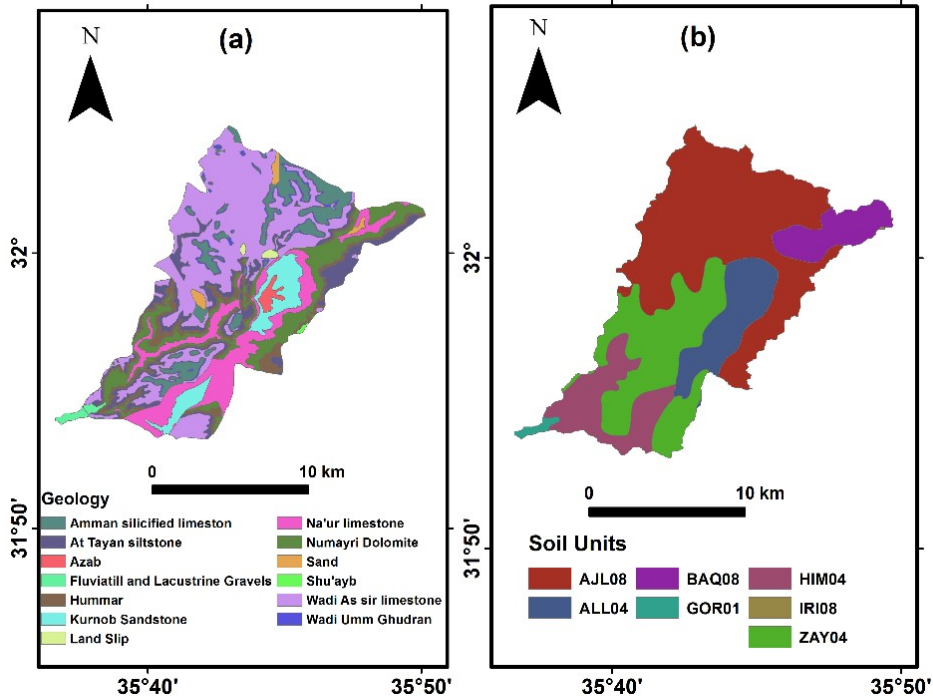 (a)
N
32°
31°50'
0 10 km
Geology
Amman silicified limeston
At Tayan siltstone
Azab
Fluviatill and Lacustrine Gravels
Hummar
Kurnob Sandstone
Land Slip
Na'ur limestone
Numayri Dolomite
Sand
Shu'ayb
Wadi As sir limestone
Wadi Umm Ghudran
35°40' 35°50'
(b)
N
32°
31°50'
0 10 km
Soil Units
AJL08
ALL04
BAQ08
GOR01
HIM04
IRI08
ZAY04
35°40' 35°50'